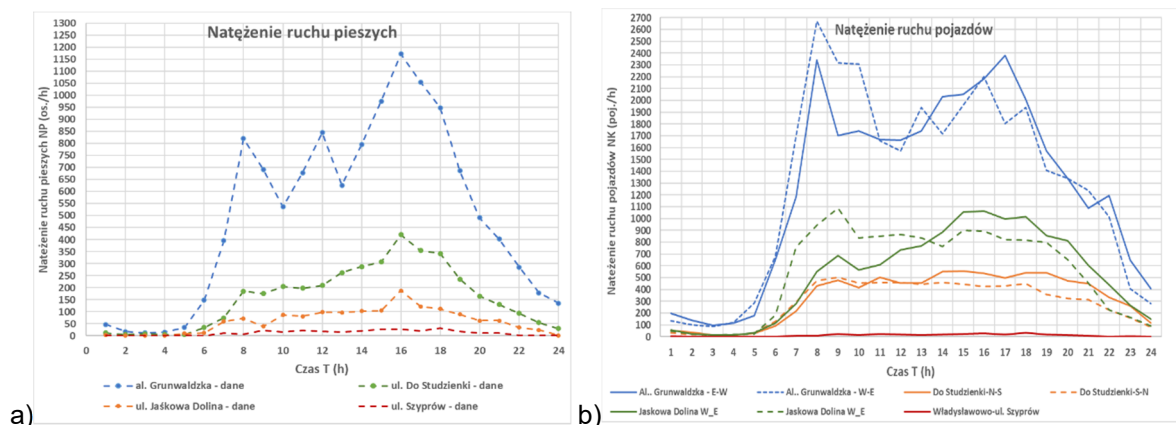 Natężenie ruchu pieszych
Nateżenie ruchu pieszych NP (os./h)
1300
1250
1200
1150
1100
1050
1000
950
900
850
800
750
700
650
600
550
500
450
400
350
300
250
200
150
100
50
0
0 2 4 6 8 10 12 14 16 18 20 22 24
Czas T (h)
al. Grunwaldzka - dane
ul. Do Studzienki - dane
ul. Jaśkowa Dolina - dane
ul. Szyprów - dane
a)
Natężenie ruchu pojazdów
Nateżenie ruchu pojazdów NK (poj./h)
2700
2600
2500
2400
2300
2200
2100
2000
1900
1800
1700
1600
1500
1400
1300
1200
1100
1000
900
800
700
600
500
400
300
200
100
0
1 2 3 4 5 6 7 8 9 10 11 12 13 14 15 16 17 18 19 20 21 22 23 24
Czas T (h)
Al.. Grunwaldzka - E-W
Al.. Grunwaldzka - W-E
Do Studzienki-N-S
Do Studzienki-S-N
Jaskowa Dolina W_E
Jaskowa Dolina W_E
Władysławowo-ul. Szyprów
b)